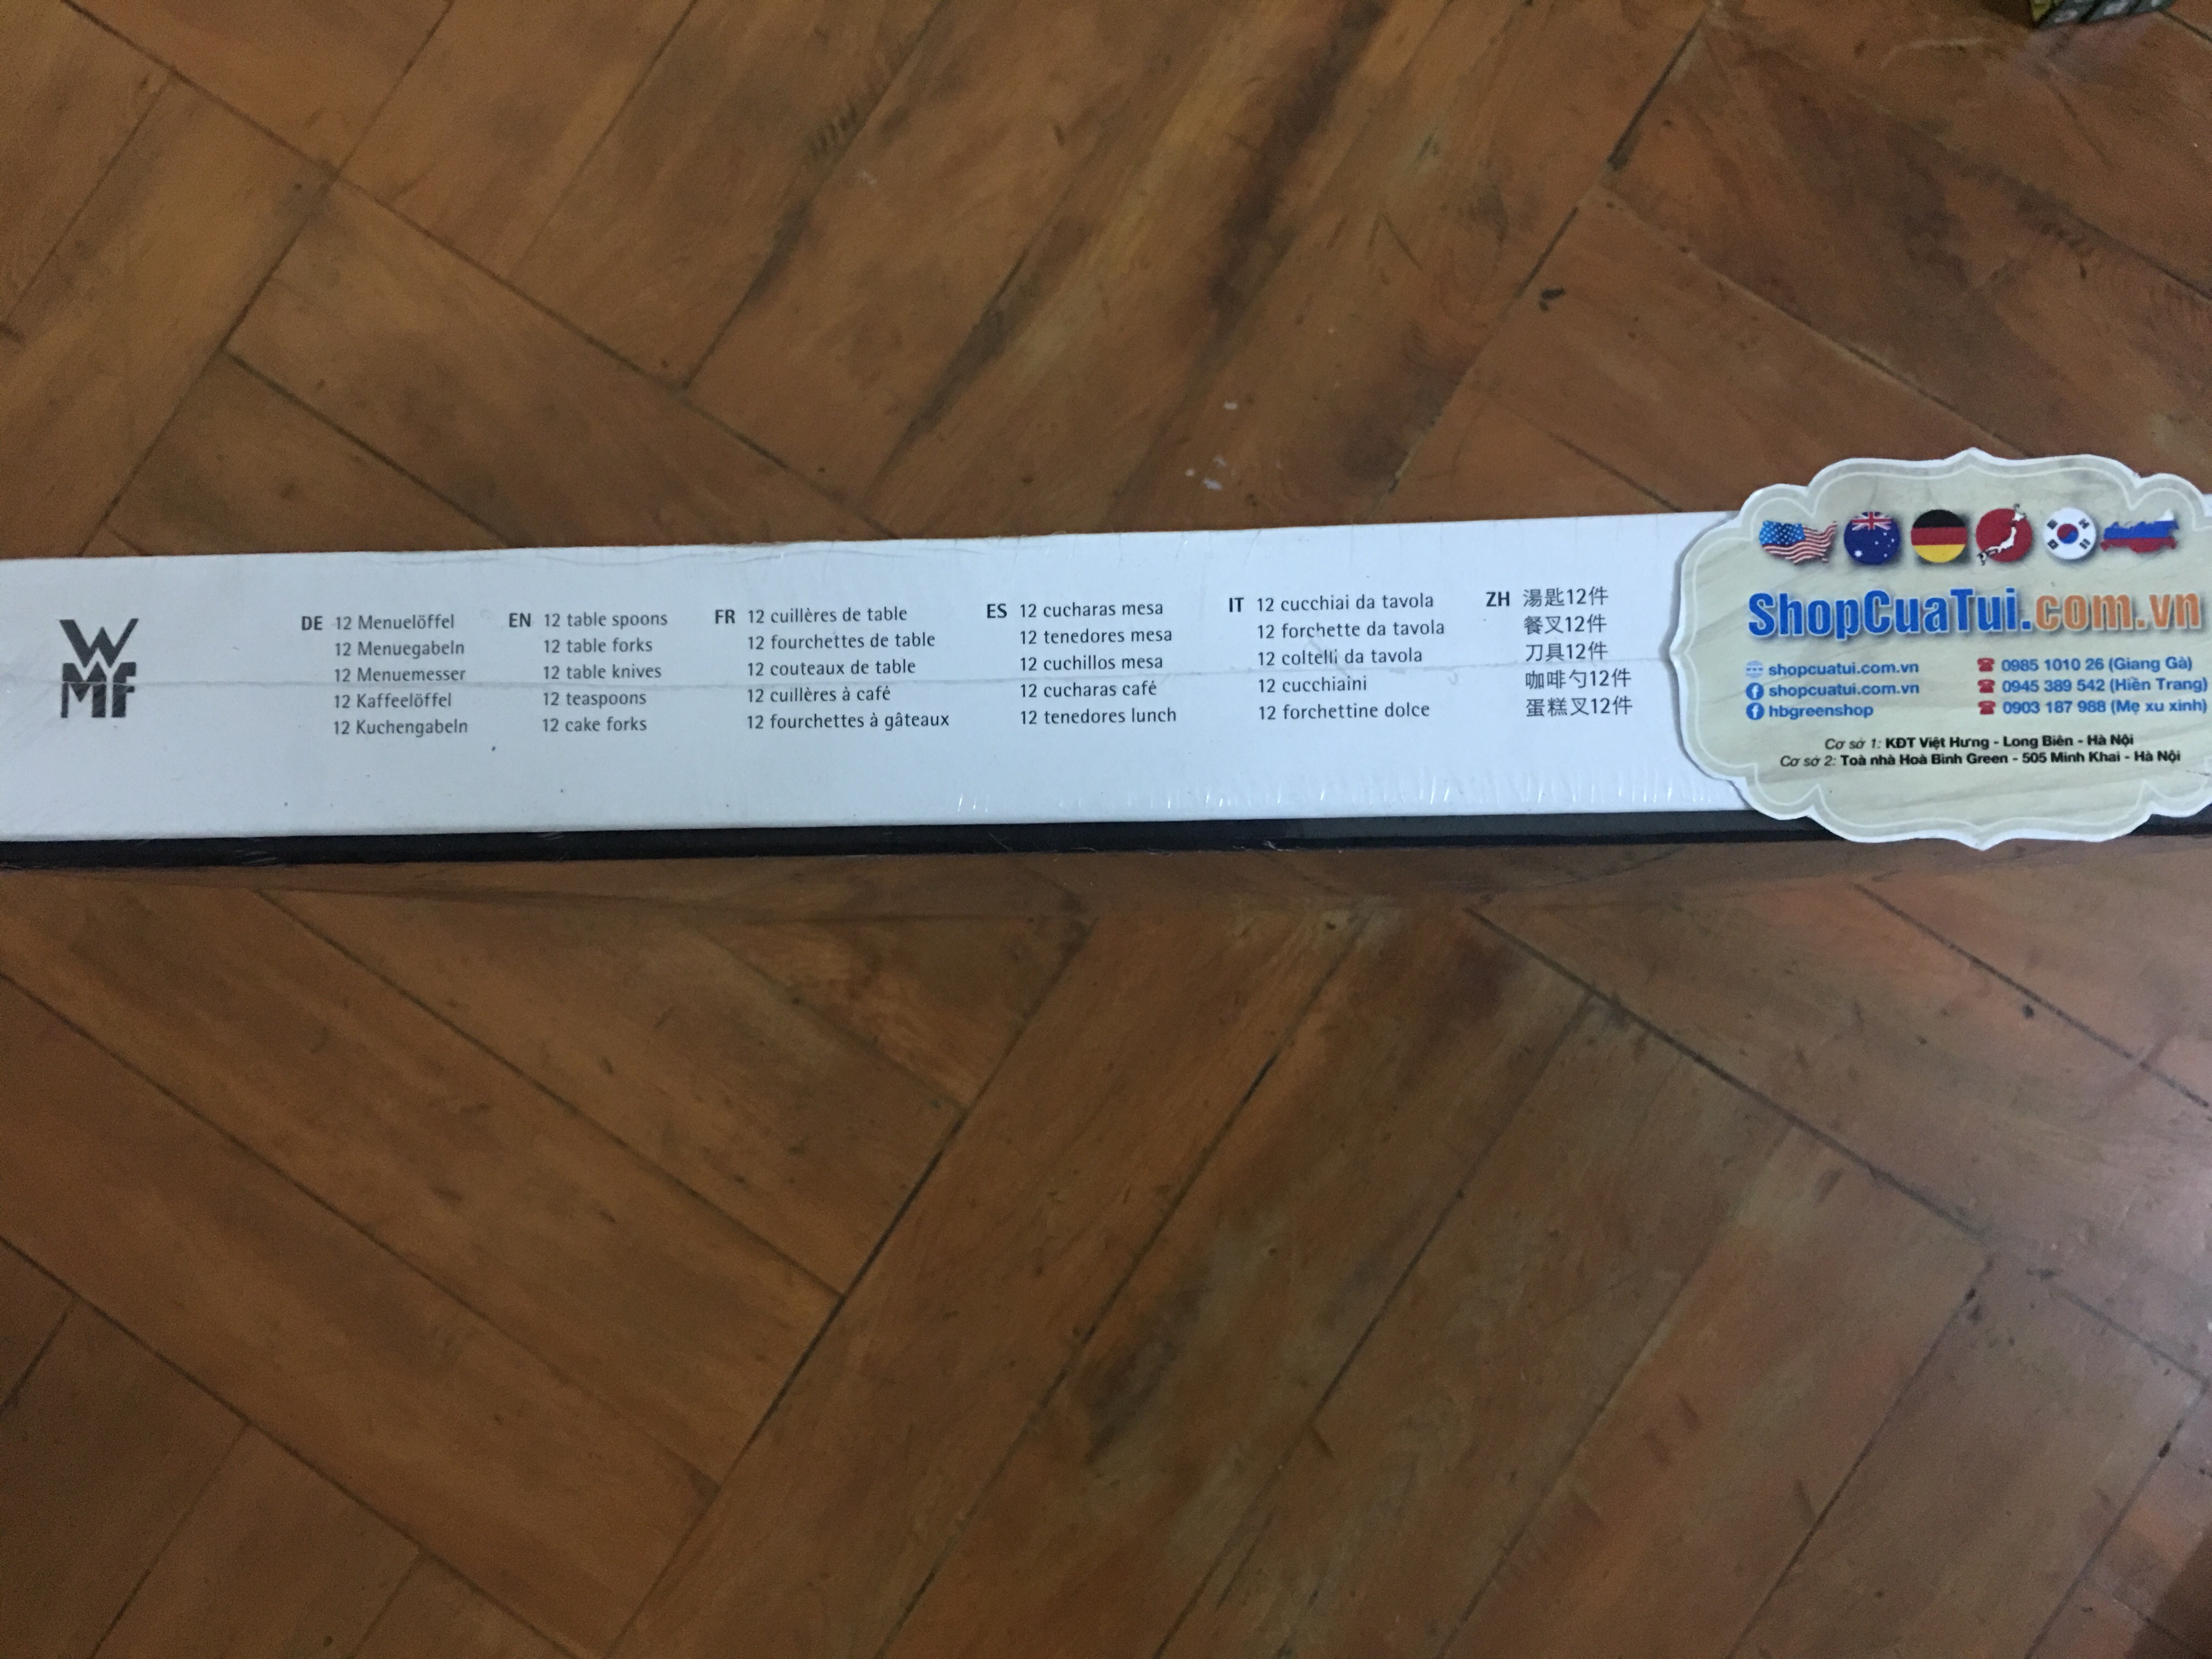 WMF
DE 12 Menuelöffel
12 Menuegabeln
12 Menuemesser
12 Kaffeelöffel
12 Kuchengabeln
EN 12 table spoons
12 table forks
12 table knives
12 teaspoons
12 cake forks
FR 12 cuillères de table
12 fourchettes de table
12 couteaux de table
12 cuillères à café
12 fourchettes à gâteaux
ES 12 cucharas mesa
12 tenedores mesa
12 cuchillos mesa
12 cucharas café
12 tenedores lunch
IT 12 cucchiai da tavola
12 forchette da tavola
12 coltelli da tavola
12 cucchiaini
12 forchettine dolce
ZH 湯匙12件
餐叉12件
刀具12件
咖啡勺12件
蛋糕叉12件
ShopCuaTui.com.vn
shopcuatui.com.vn
shopcuatui.com.vn
hbgreenshop
0985 1010 26 (Giang Gà)
0945 389 542 (Hiền Trang)
0903 187 988 (Mẹ xu xinh)
Cơ sở 1: KĐT Việt Hưng - Long Biên - Hà Nội
Cơ sở 2: Toà nhà Hoà Bình Green - 505 Minh Khai - Hà Nội